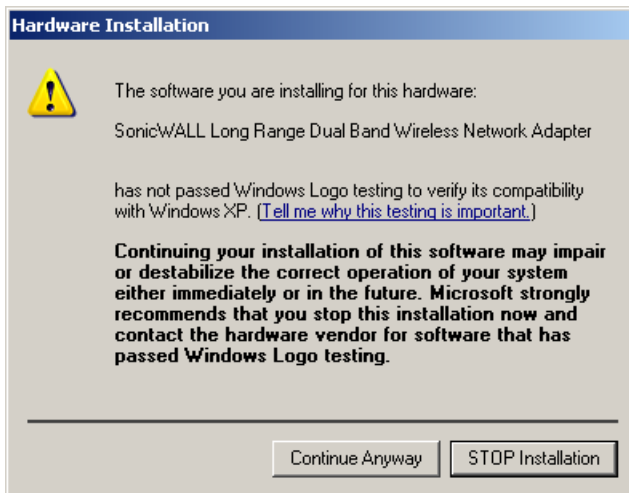 Hardware Installation
The software you are installing for this hardware:
SonicWALL Long Range Dual Band Wireless Network Adapter
has not passed Windows Logo testing to verify its compatibility
with Windows XP. (Tell me why this testing is important.)
Continuing your installation of this software may impair
or destabilize the correct operation of your system
either immediately or in the future. Microsoft strongly
recommends that you stop this installation now and
contact the hardware vendor for software that has
passed Windows Logo testing.
Continue Anyway
STOP Installation